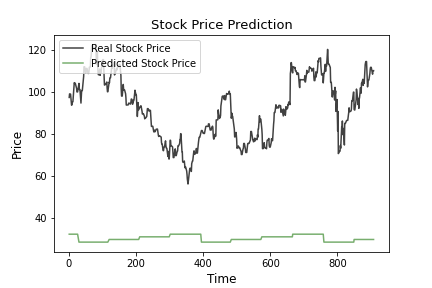 Stock Price Prediction
Real Stock Price
Predicted Stock Price
120
100
80
60
40
Price
0 200 400 600 800
Time